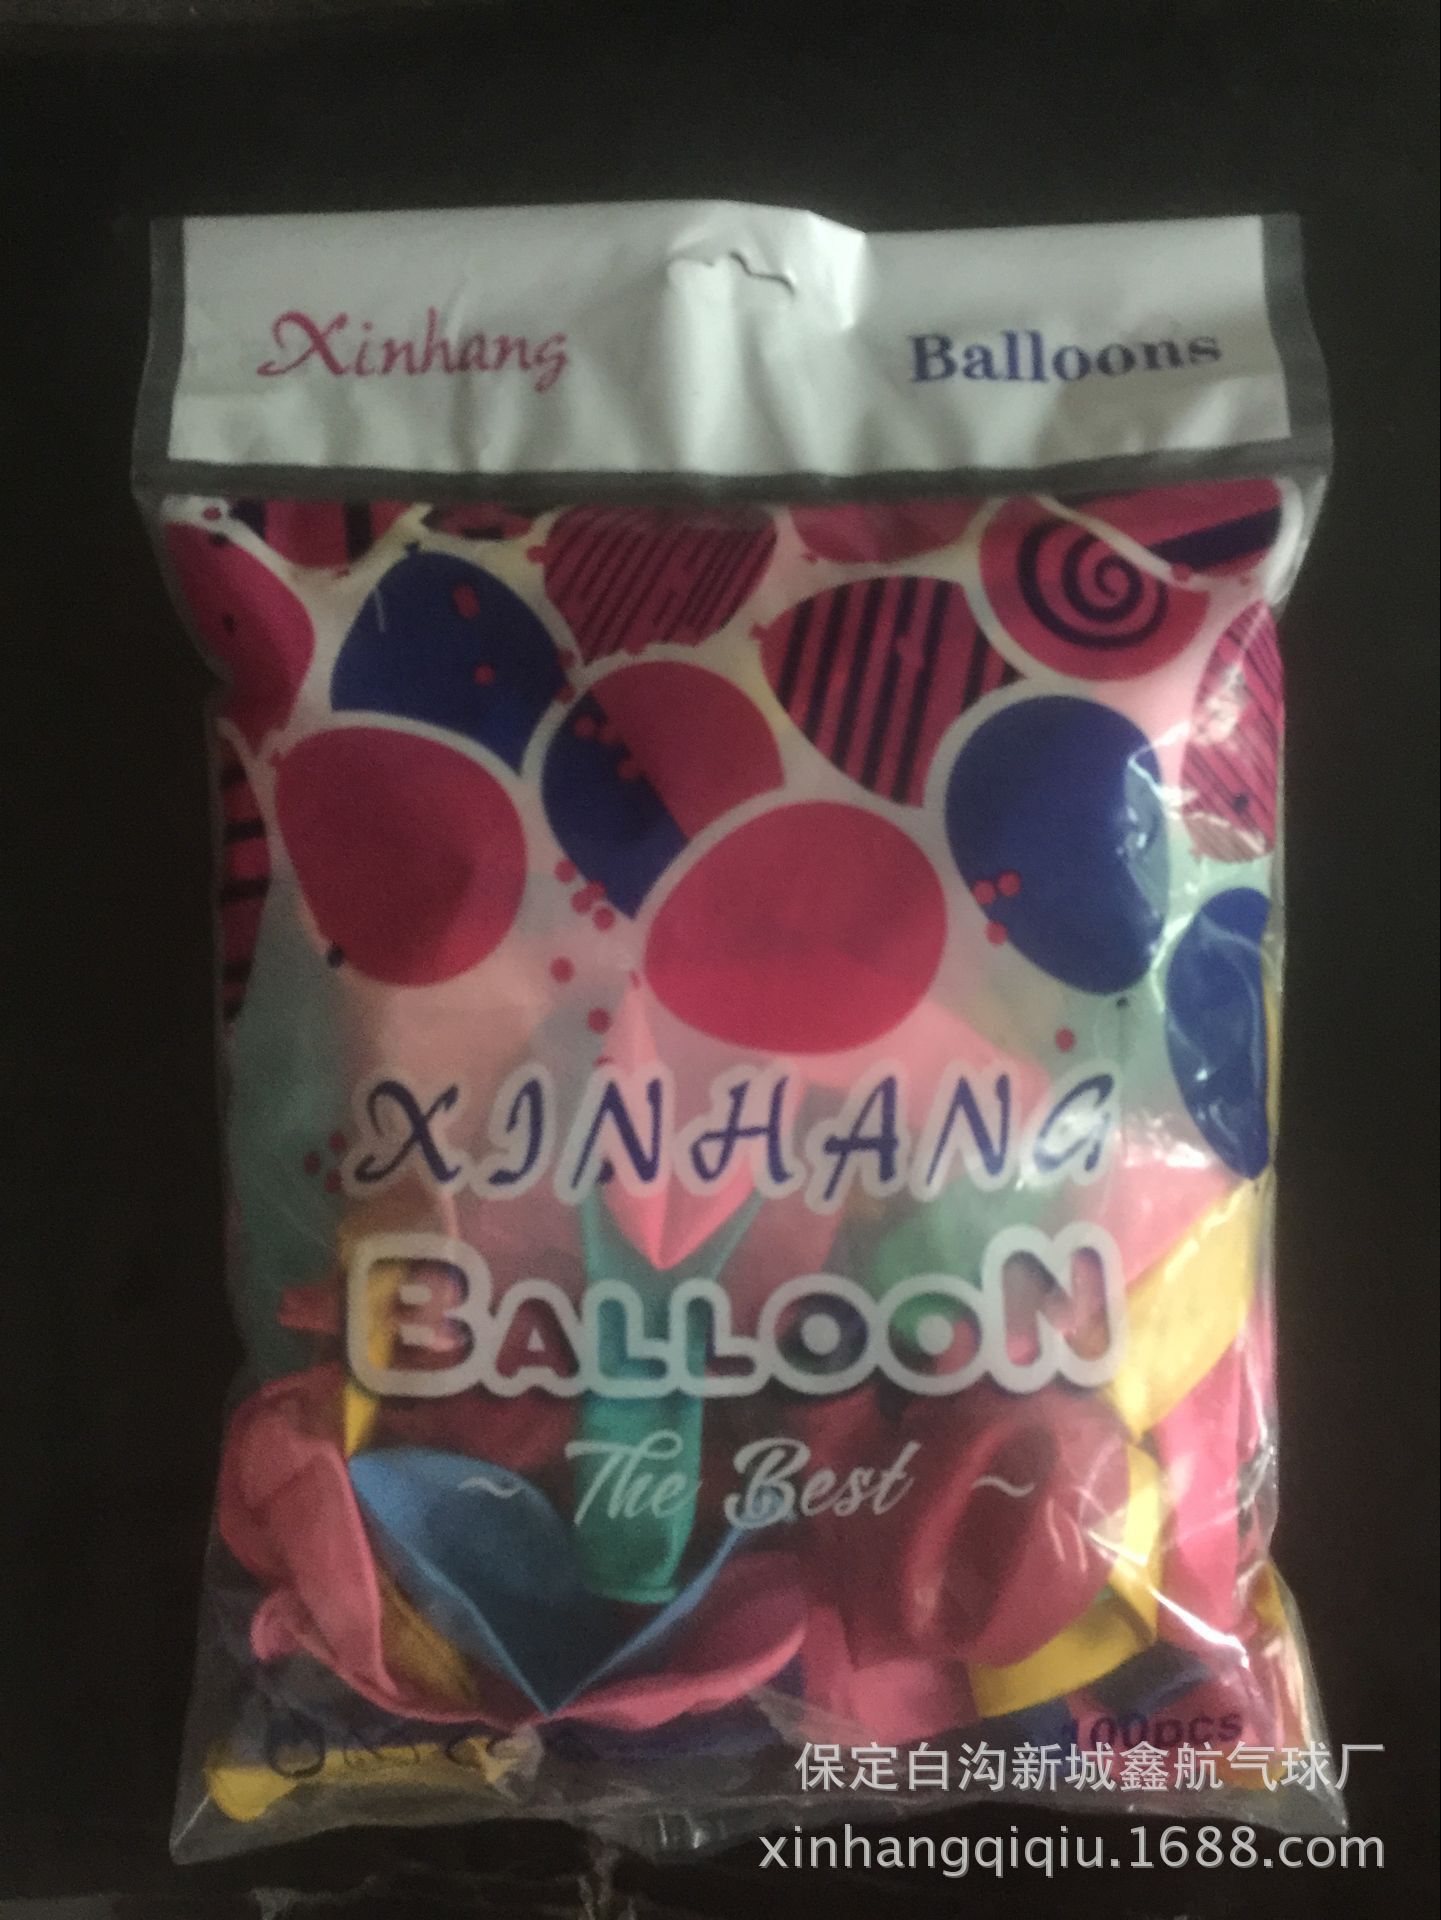 Xinhang Balloons
XINHANG
BALLOON
~ The Best ~
100pcs
保定白沟新城鑫航气球厂
xinhangqiqiu.1688.com